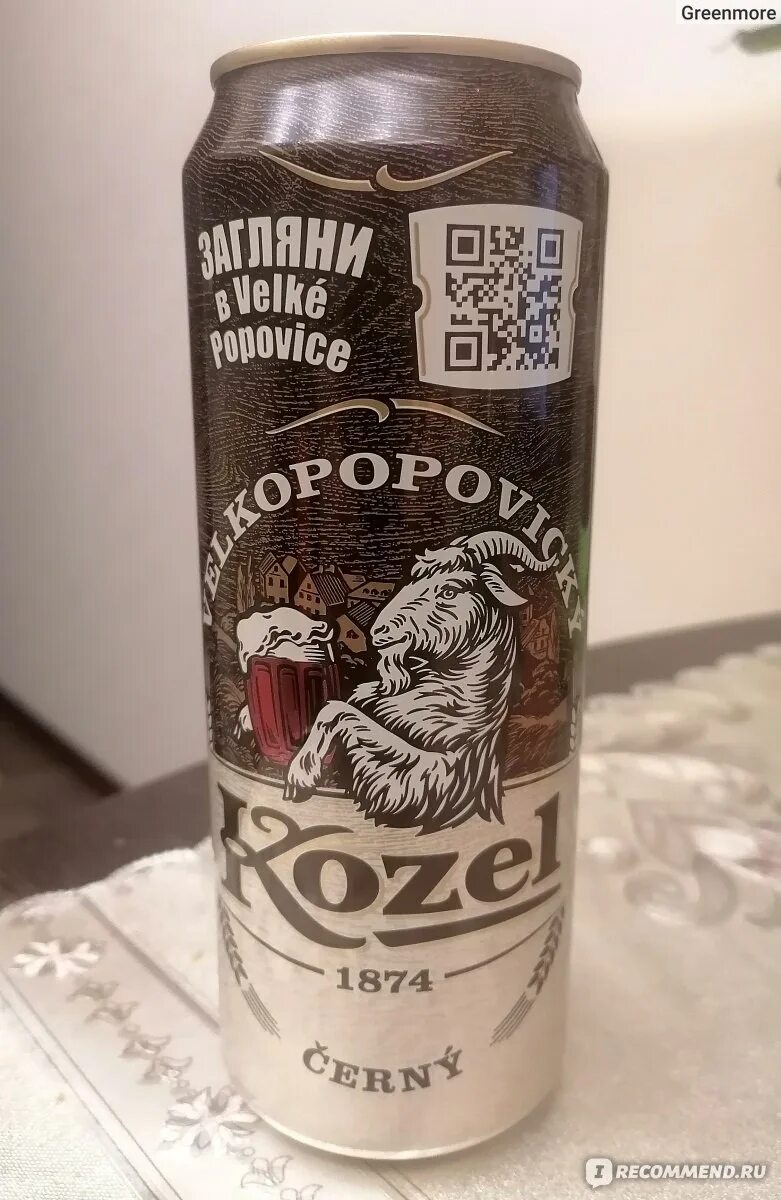 Greenmore
ЗАГЛЯНИ
в Velké
Popovice
VELKOPOPOVICKÝ
Kozel
1874
ČERNÝ
I RECOMMEND.RU